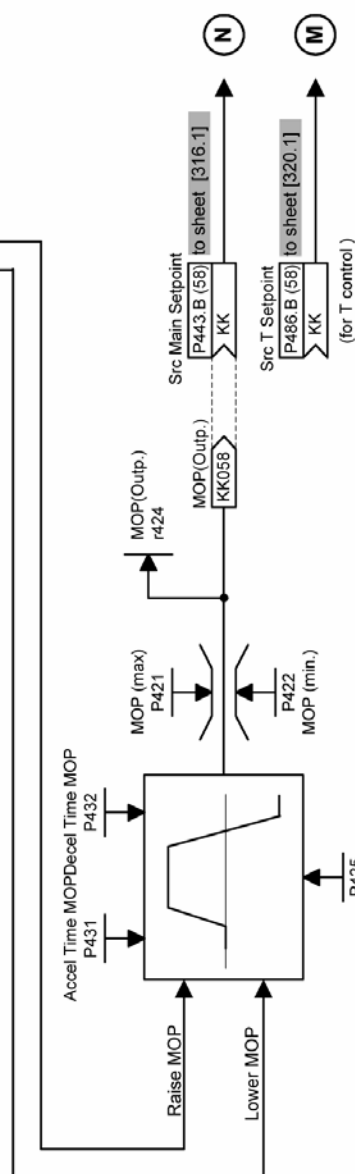 Raise MOP
Lower MOP
Accel Time MOPDecel Time MOP
P431
P432
MOP (max)
P421
P422
MOP (min.)
MOP(Outp.)
r424
MOP(Outp.)
KK058
Src Main Setpoint
P443.B (58)
KK
to sheet [316.1]
N
Src T Setpoint
P486.B (58)
KK
(for T control )
to sheet [320.1]
M